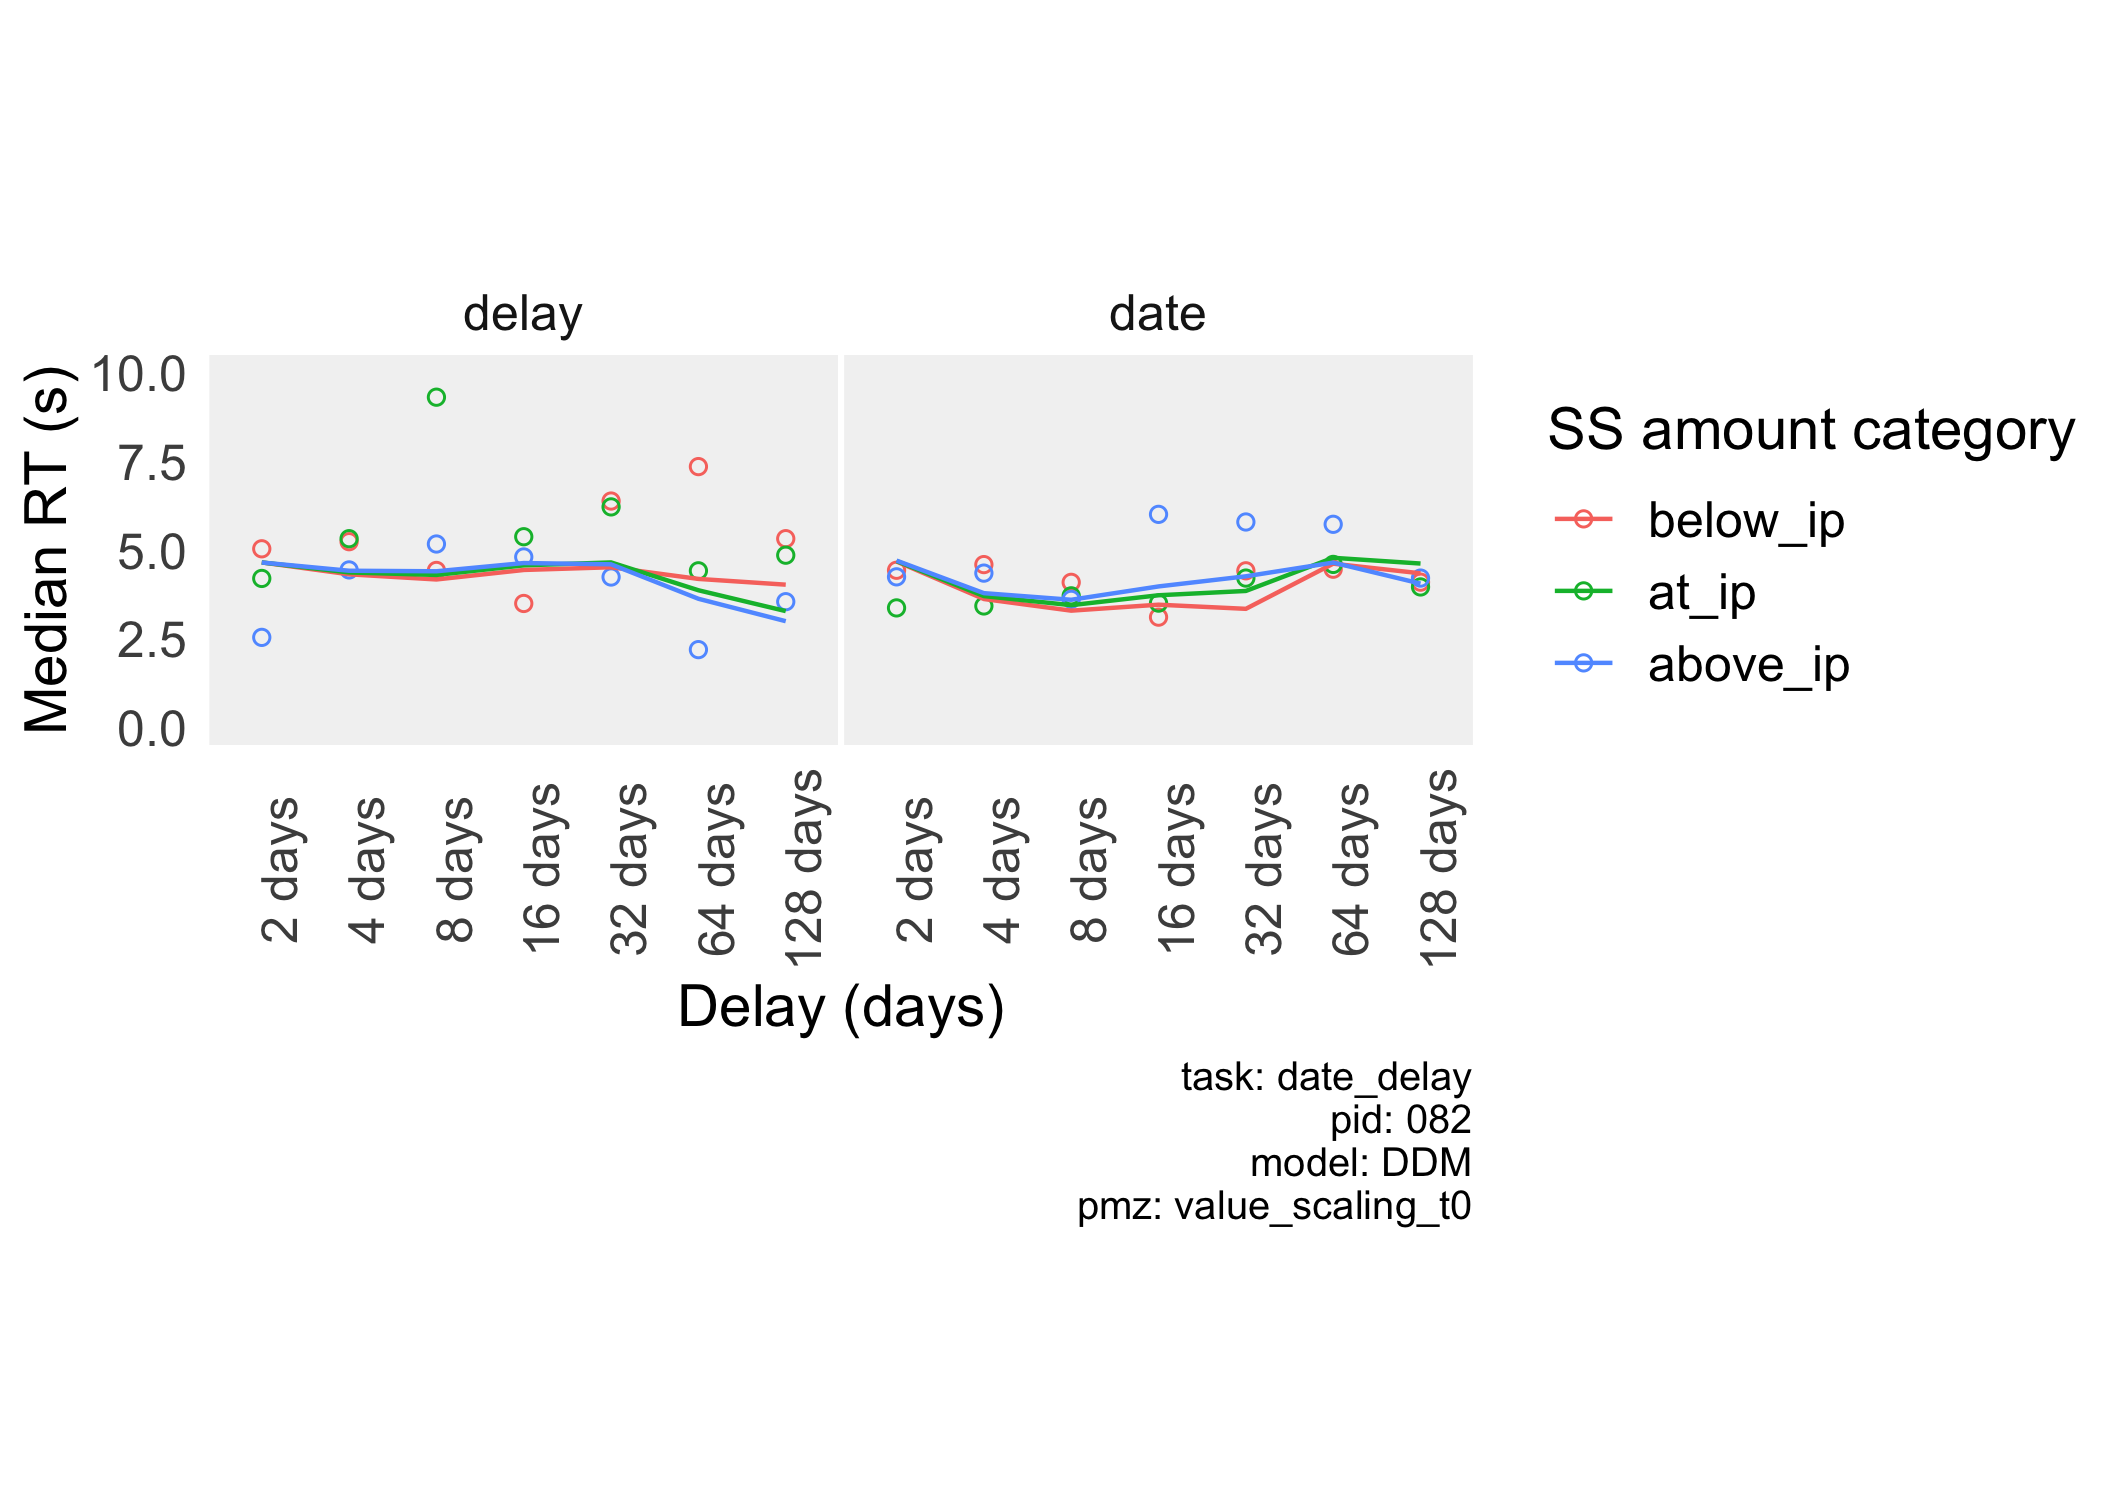 delay
date
Median RT (s)
10.0
7.5
5.0
2.5
0.0
2 days
4 days
8 days
16 days
32 days
64 days
128 days
2 days
4 days
8 days
16 days
32 days
64 days
128 days
Delay (days)
SS amount category
below_ip
at_ip
above_ip
task: date_delay
pid: 082
model: DDM
pmz: value_scaling_t0